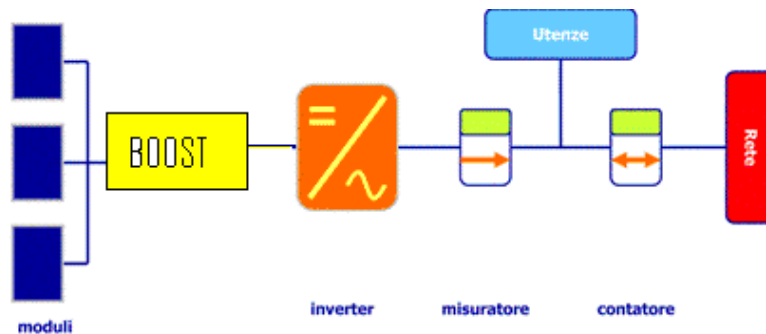 Utenze
BOOST
Rete
inverter
misuratore
contatore
moduli